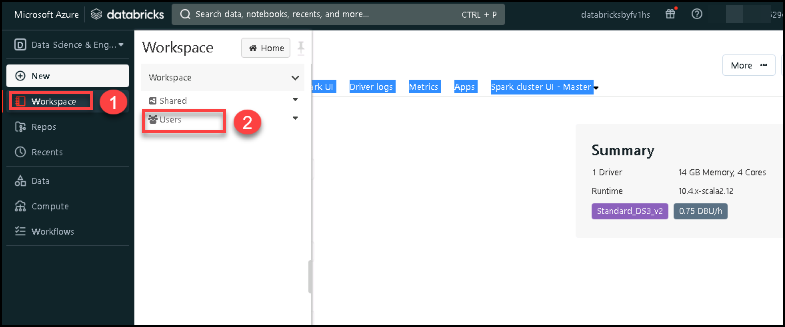 Microsoft Azure databricks Search data, notebooks, recents, and more... CTRL + P databricksbyfv1hs
D Data Sience & Eng...
Workspace Home
More
New
Workspace
Workspace 1
Shared
Repos
Users 2
Recents
Data
Compute
Workflows
ark UI Driver logs Metrics Apps Spark cluster UI - Master
Summary
1 Driver 14 GB Memory, 4 Cores
Runtime 10.4.x-scala2.12
Standard_DS3_v2 0.75 DBU/h